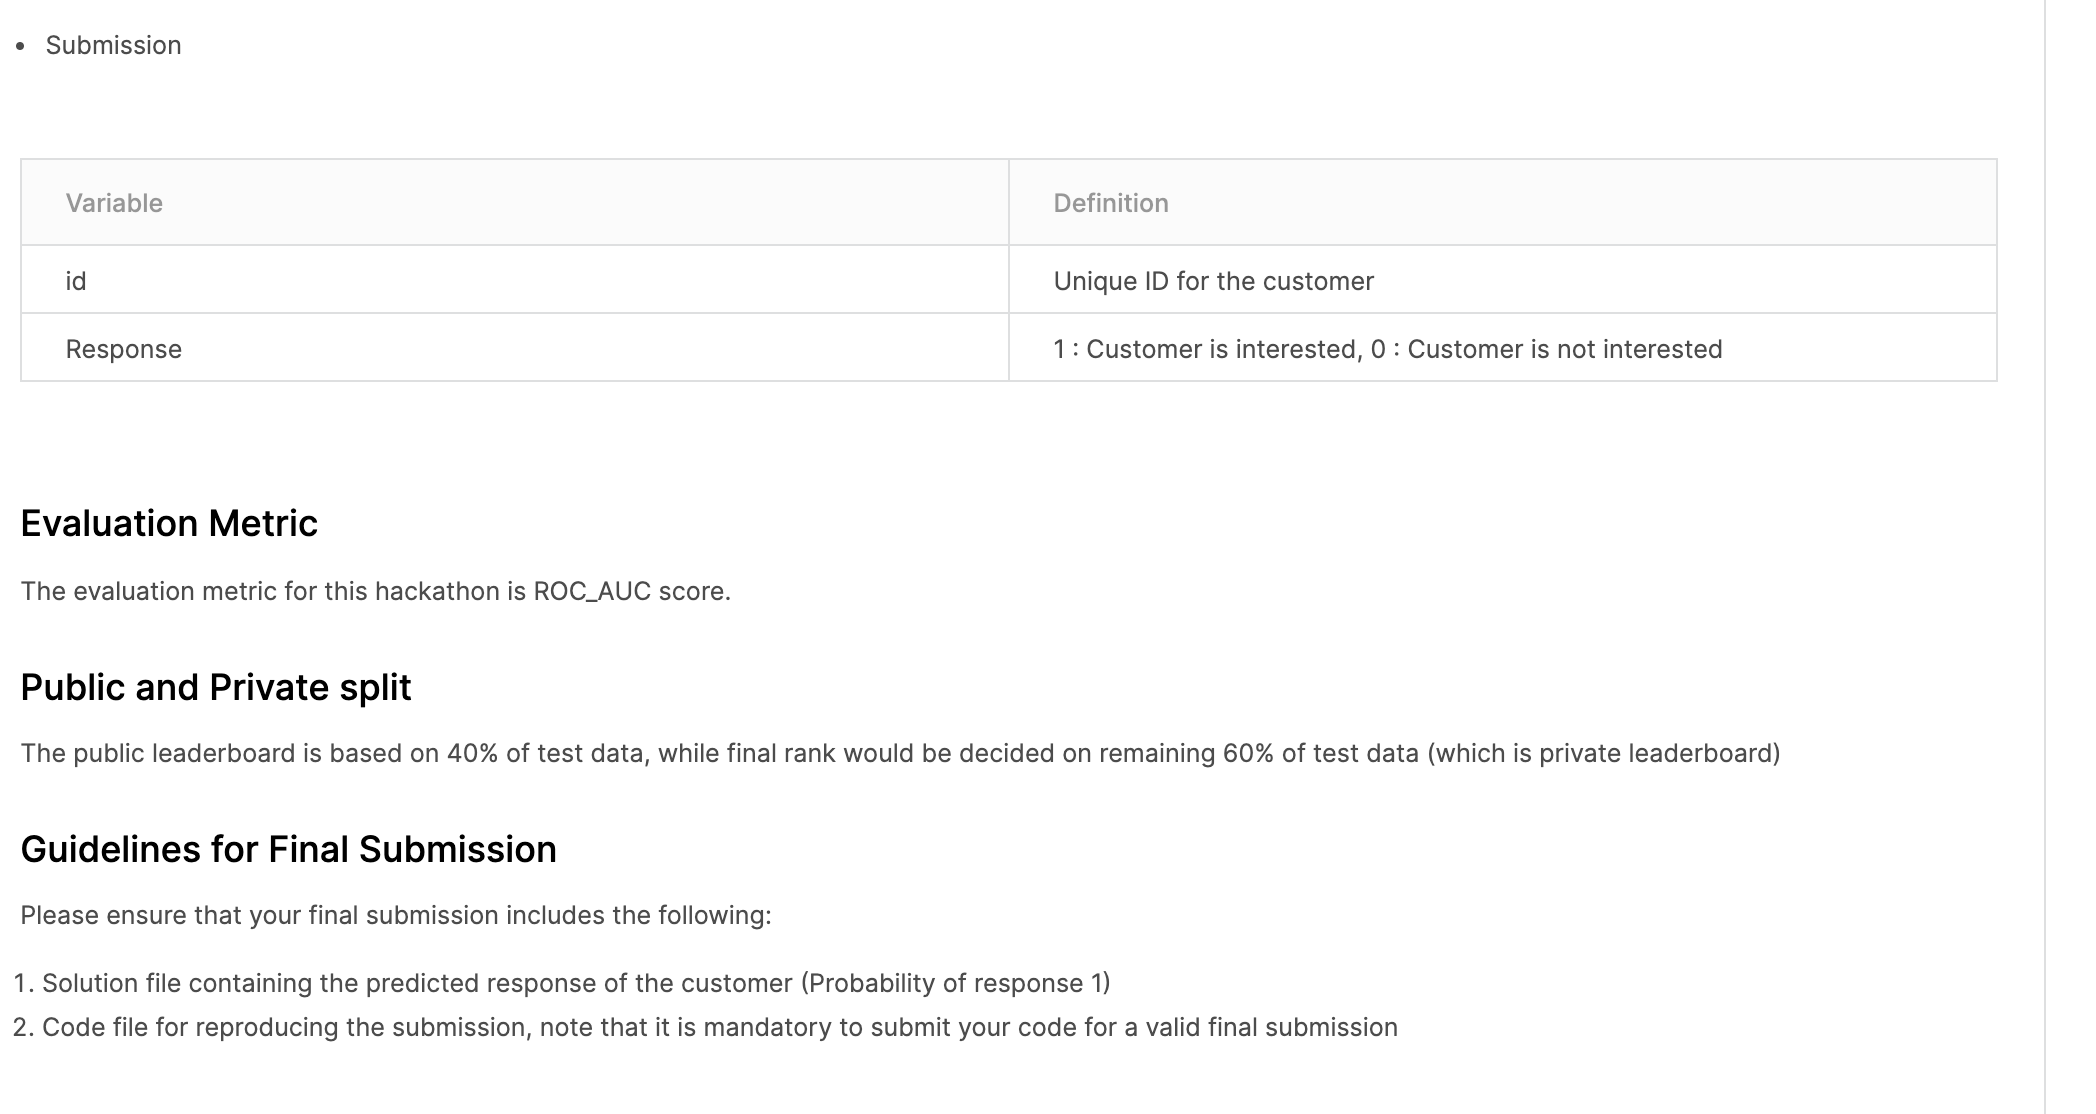 • Submission
Variable Definition
id Unique ID for the customer
Response 1 : Customer is interested, 0 : Customer is not interested
Evaluation Metric
The evaluation metric for this hackathon is ROC_AUC score.
Public and Private split
The public leaderboard is based on 40% of test data, while final rank would be decided on remaining 60% of test data (which is private leaderboard)
Guidelines for Final Submission
Please ensure that your final submission includes the following:
1. Solution file containing the predicted response of the customer (Probability of response 1)
2. Code file for reproducing the submission, note that it is mandatory to submit your code for a valid final submission